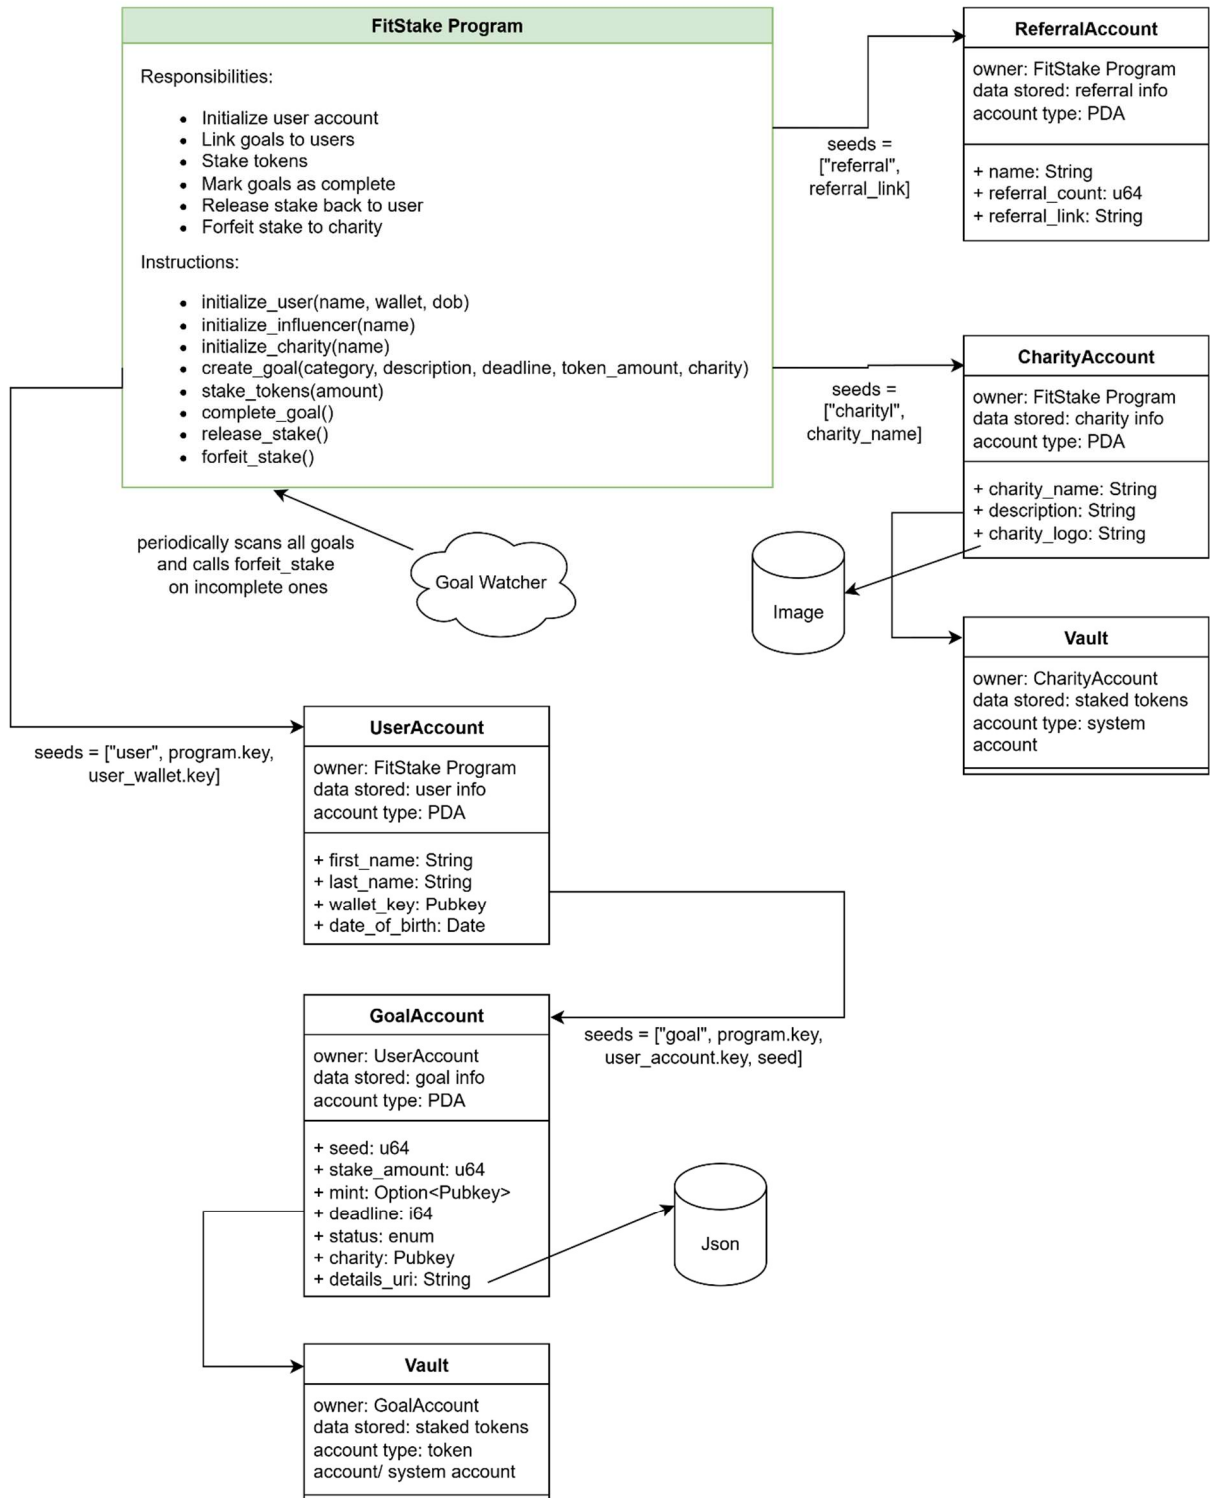 FitStake Program
Responsibilities:
Initialize user account
Link goals to users
Stake tokens
Mark goals as complete
Release stake back to user
Forfeit stake to charity
Instructions:
initialize_user(name, wallet, dob)
initialize_influencer(name)
initialize_charity(name)
create_goal(category, description, deadline, token_amount, charity)
stake_tokens(amount)
complete_goal()
release_stake()
forfeit_stake()
seeds =
["referral",
referral_link]
ReferralAccount
owner: FitStake Program
data stored: referral info
account type: PDA
+ name: String
+ referral_count: u64
+ referral_link: String
seeds =
["charityl",
charity_name]
CharityAccount
owner: FitStake Program
data stored: charity info
account type: PDA
+ charity_name: String
+ description: String
+ charity_logo: String
periodically scans all goals
and calls forfeit_stake
on incomplete ones
Goal Watcher
Image
Vault
owner: CharityAccount
data stored: staked tokens
account type: system
account
seeds = ["user", program.key,
user_wallet.key]
UserAccount
owner: FitStake Program
data stored: user info
account type: PDA
+ first_name: String
+ last_name: String
+ wallet_key: Pubkey
+ date_of_birth: Date
seeds = ["goal", program.key,
user_account.key, seed]
GoalAccount
owner: UserAccount
data stored: goal info
account type: PDA
+ seed: u64
+ stake_amount: u64
+ mint: Option<Pubkey>
+ deadline: i64
+ status: enum
+ charity: Pubkey
+ details_uri: String
Json
Vault
owner: GoalAccount
data stored: staked tokens
account type: token
account/ system account